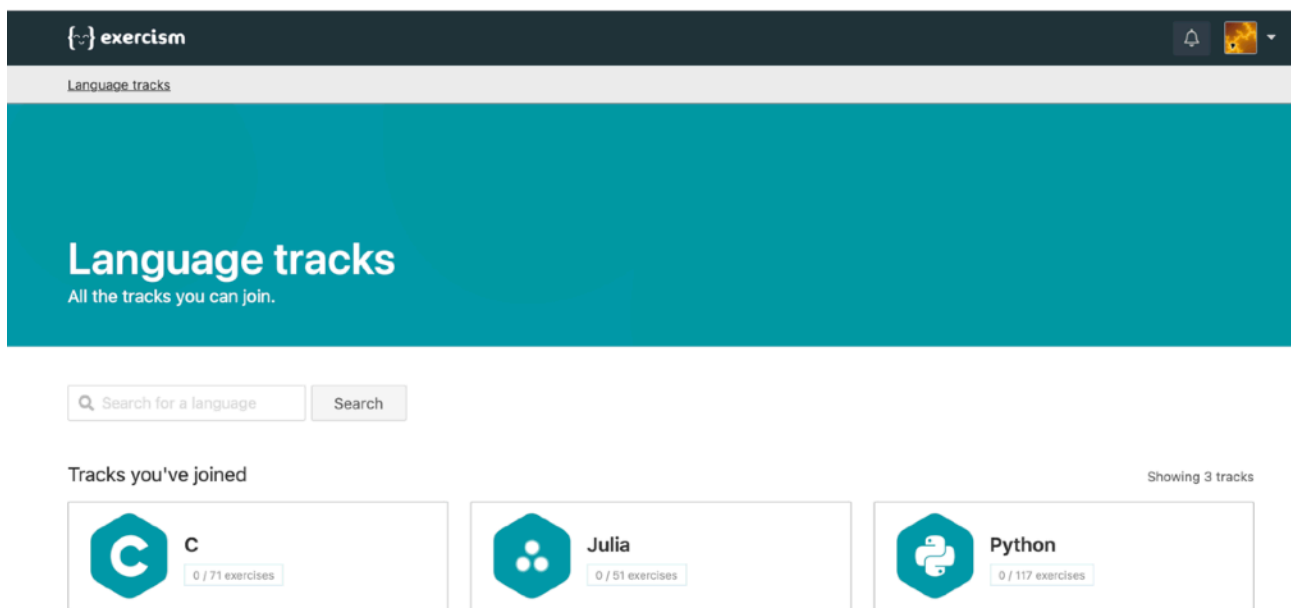 exercism
Language tracks
Language tracks
All the tracks you can join.
Search for a language
Search
Tracks you've joined
Showing 3 tracks
C
0 / 71 exercises
Julia
0 / 51 exercises
Python
0 / 117 exercises